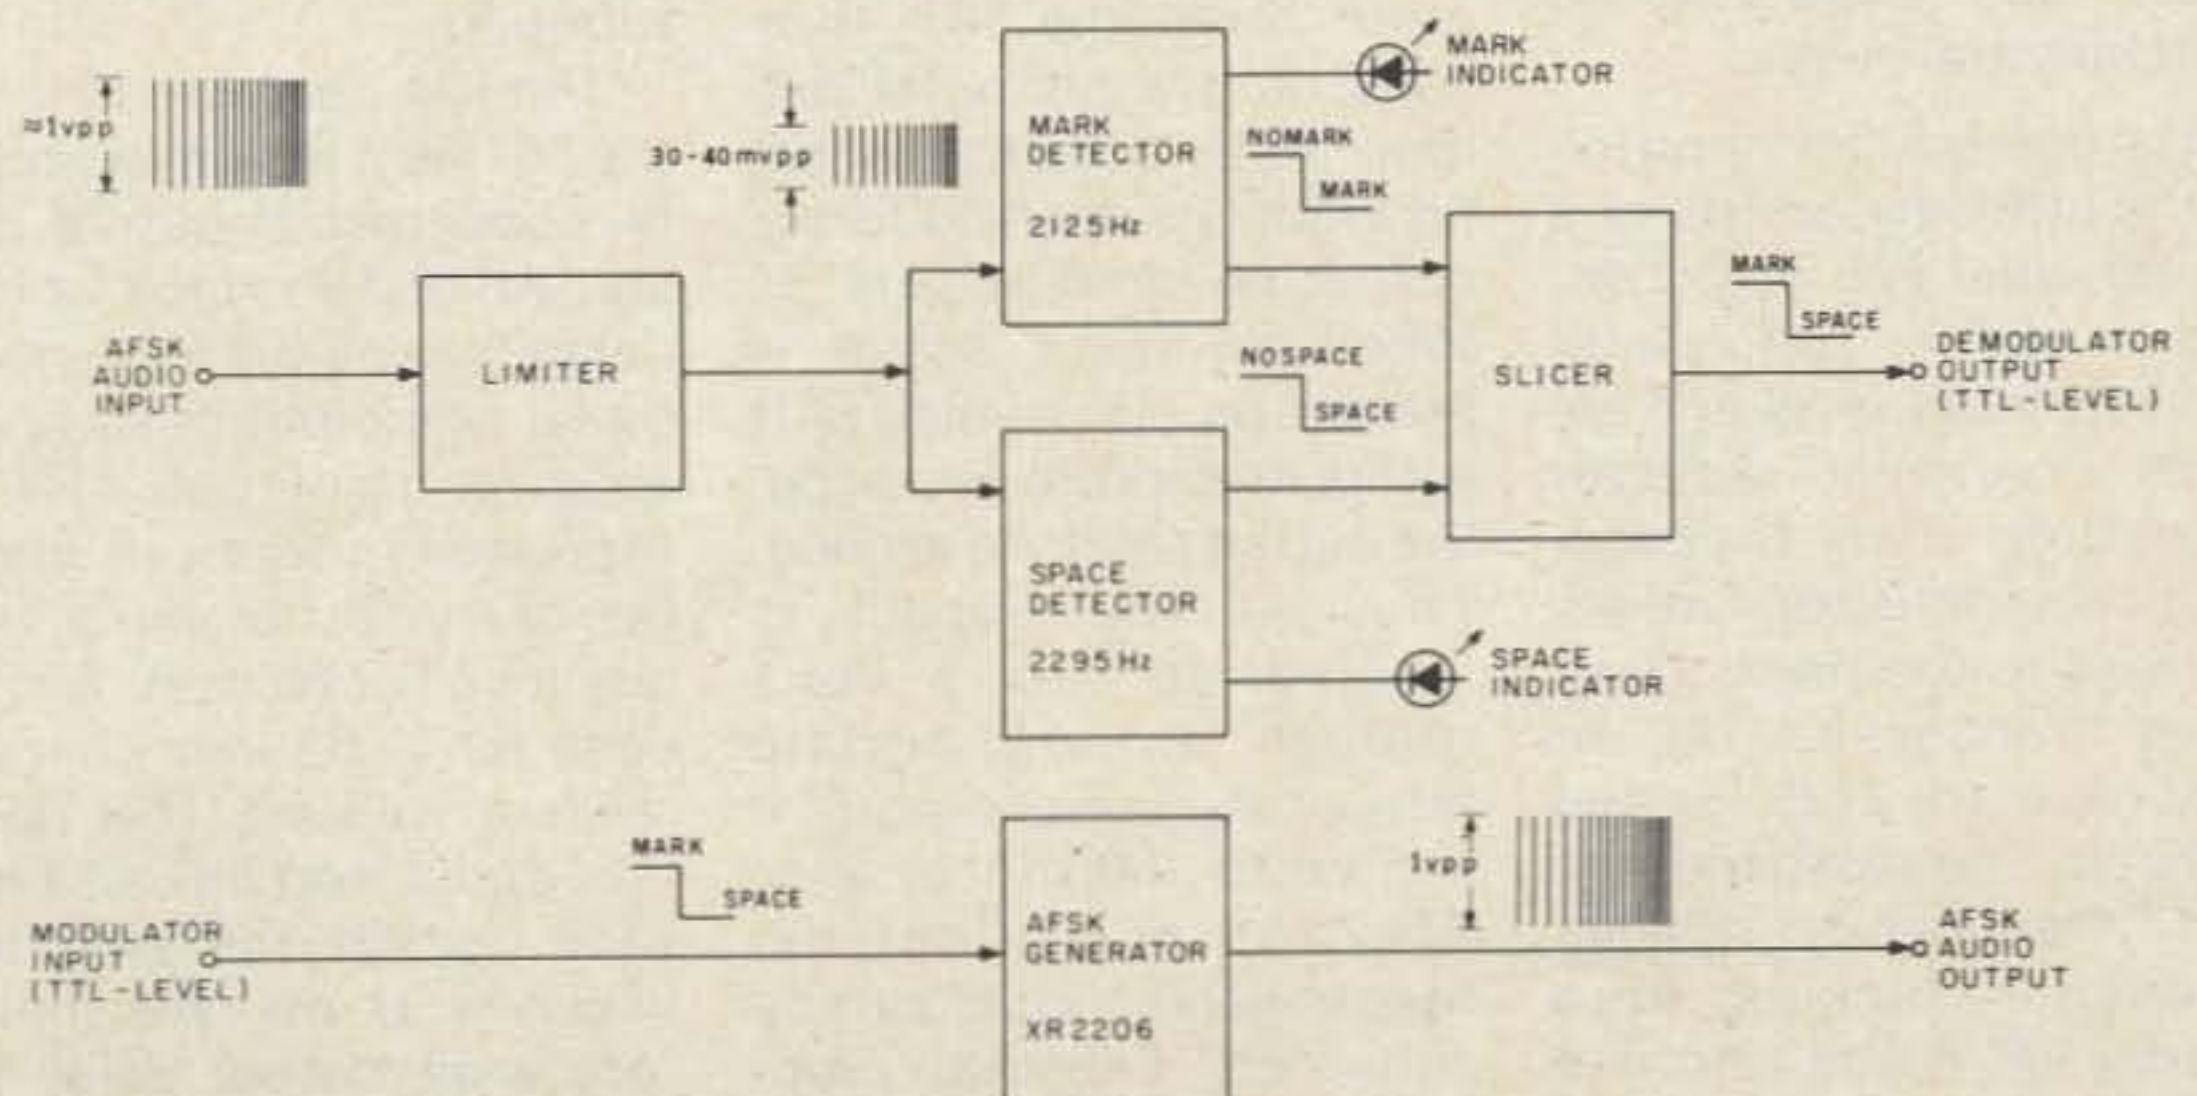 ≈1vpp
30-40mvpp
MARK
DETECTOR
2125Hz
MARK
INDICATOR
NOMARK
MARK
AFSK
AUDIO
INPUT
LIMITER
NOSPACE
SPACE
SLICER
MARK
SPACE
DEMODULATOR
OUTPUT
(TTL-LEVEL)
SPACE
DETECTOR
2295Hz
SPACE
INDICATOR
MODULATOR
INPUT
(TTL-LEVEL)
MARK
SPACE
AFSK
GENERATOR
XR2206
1vpp
AFSK
AUDIO
OUTPUT